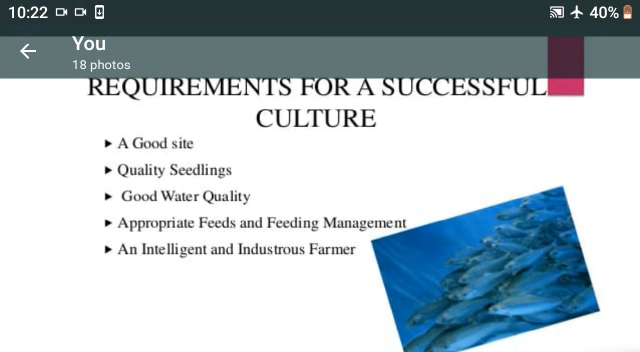 10:22
40%
You
18 photos
REQUIREMENTS FOR A SUCCESSFUL
CULTURE
A Good site
Quality Seedlings
Good Water Quality
Appropriate Feeds and Feeding Management
An Intelligent and Industrous Farmer